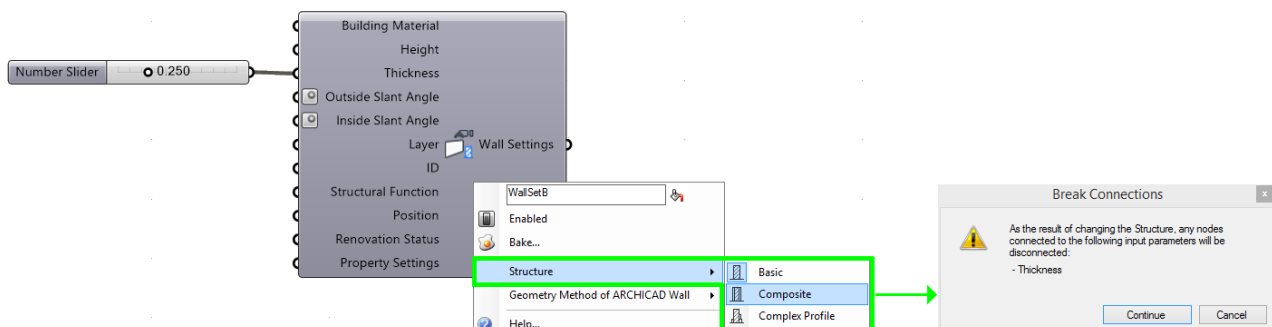 Building Material
Height
Number Slider 0.250 Thickness
Outside Slant Angle
Inside Slant Angle
Layer Wall Settings
ID
Structural Function
Position
Renovation Status
Property Settings
WallSetB
Enabled
Bake...
Structure
Geometry Method of ARCHICAD Wall
Help...
Basic
Composite
Complex Profile
Break Connections
x
As the result of changing the Structure, any nodes
connected to the following input parameters will be
disconnected:
- Thickness
Continue Cancel